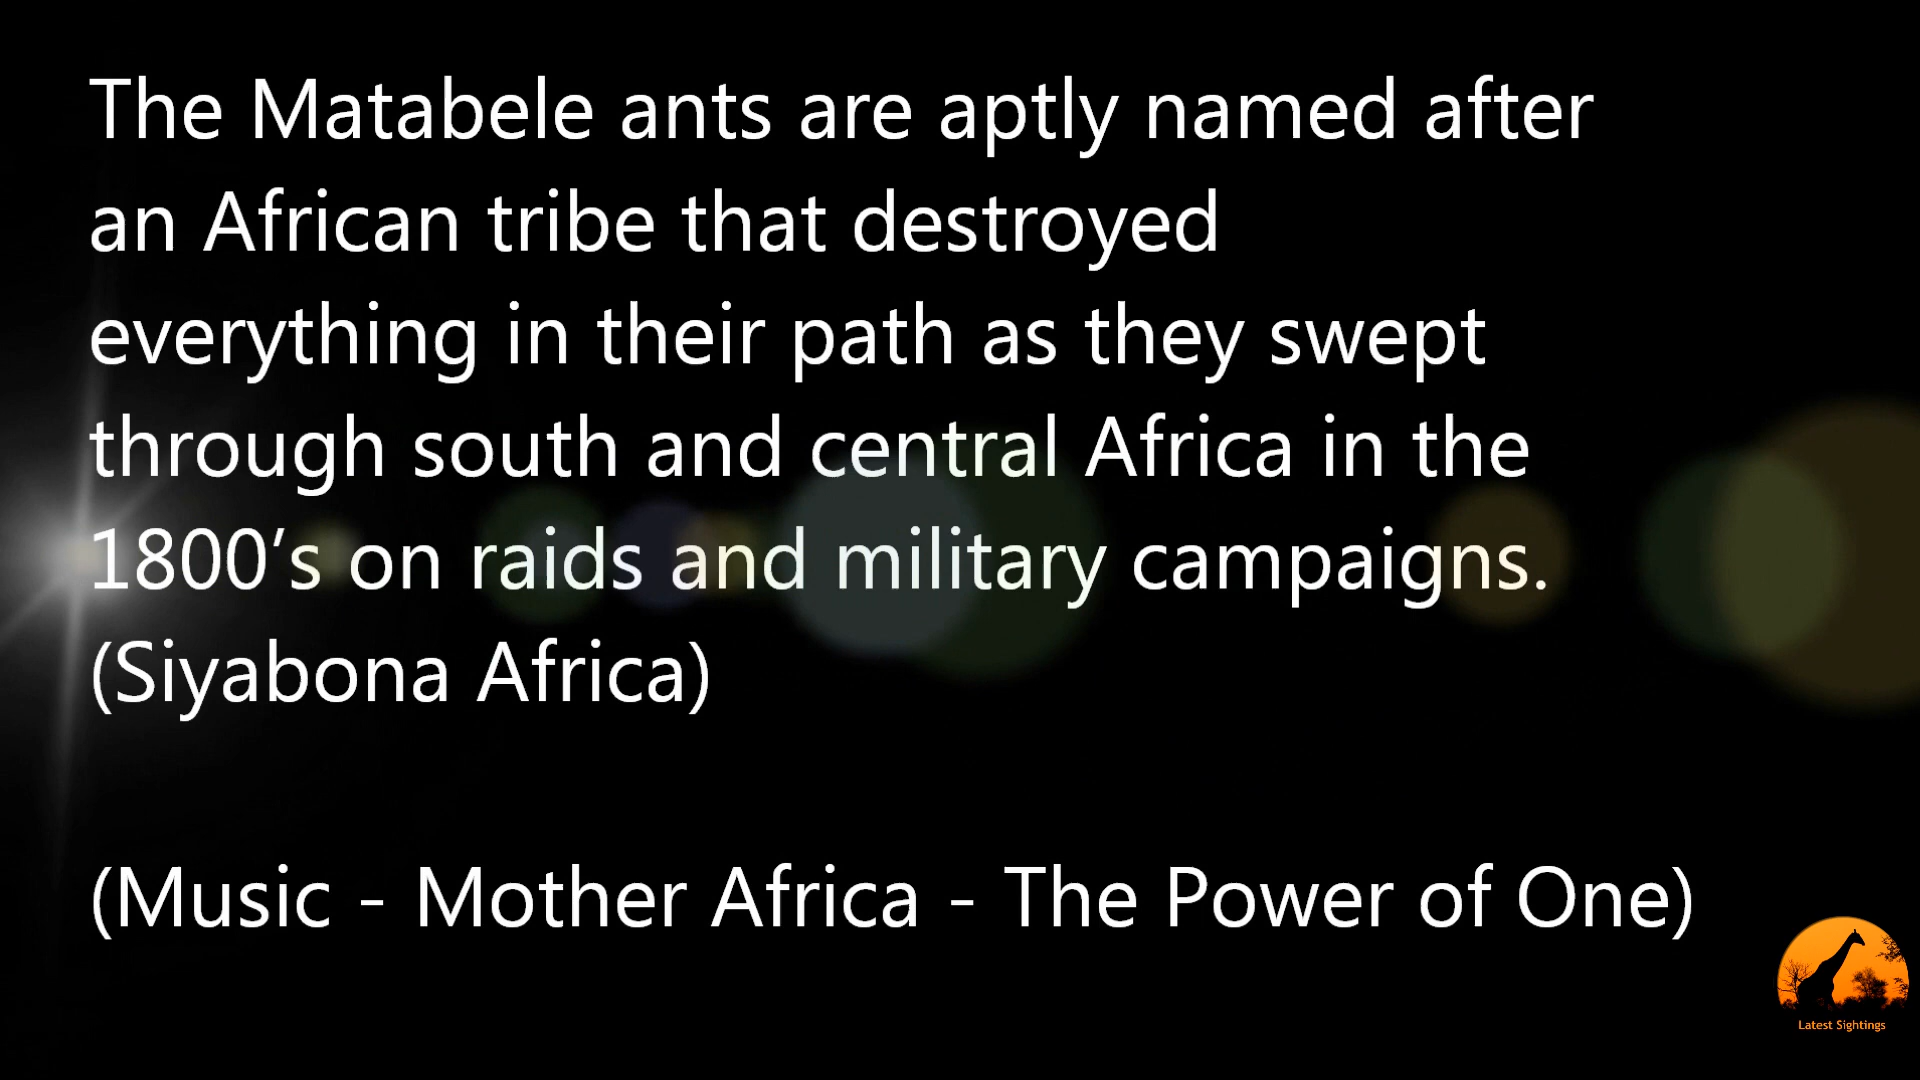 The Matabele ants are aptly named after
an African tribe that destroyed
everything in their path as they swept
through south and central Africa in the
1800’s on raids and military campaigns.
(Siyabona Africa)
(Music - Mother Africa - The Power of One)
Latest Sightings